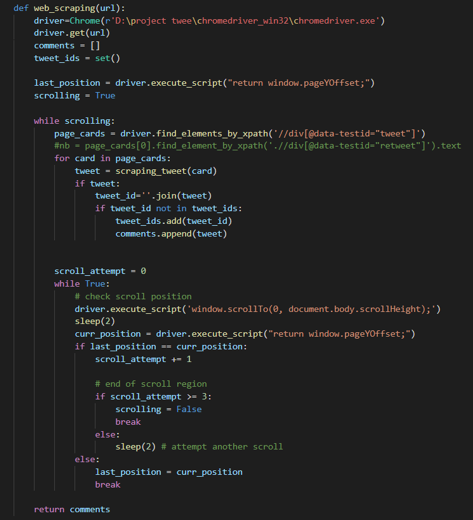 def web_scraping(url):
    driver=Chrome(r'D:\project twee\chromedriver_win32\chromedriver.exe')
    driver.get(url)
    comments = []
    tweet_ids = set()

    last_position = driver.execute_script("return window.pageYOffset;")
    scrolling = True

    while scrolling:
        page_cards = driver.find_elements_by_xpath('//div[@data-testid="tweet"]')
        #nb = page_cards[0].find_element_by_xpath('.//div[@data-testid="retweet"]').text
        for card in page_cards:
            tweet = scraping_tweet(card)
            if tweet:
                tweet_id=''.join(tweet)
                if tweet_id not in tweet_ids:
                    tweet_ids.add(tweet_id)
                    comments.append(tweet)


        scroll_attempt = 0
        while True:
            # check scroll position
            driver.execute_script('window.scrollTo(0, document.body.scrollHeight);')
            sleep(2)
            curr_position = driver.execute_script("return window.pageYOffset;")
            if last_position == curr_position:
                scroll_attempt += 1

                # end of scroll region
                if scroll_attempt >= 3:
                    scrolling = False
                    break
                else:
                    sleep(2) # attempt another scroll
            else:
                last_position = curr_position
                break

    return comments